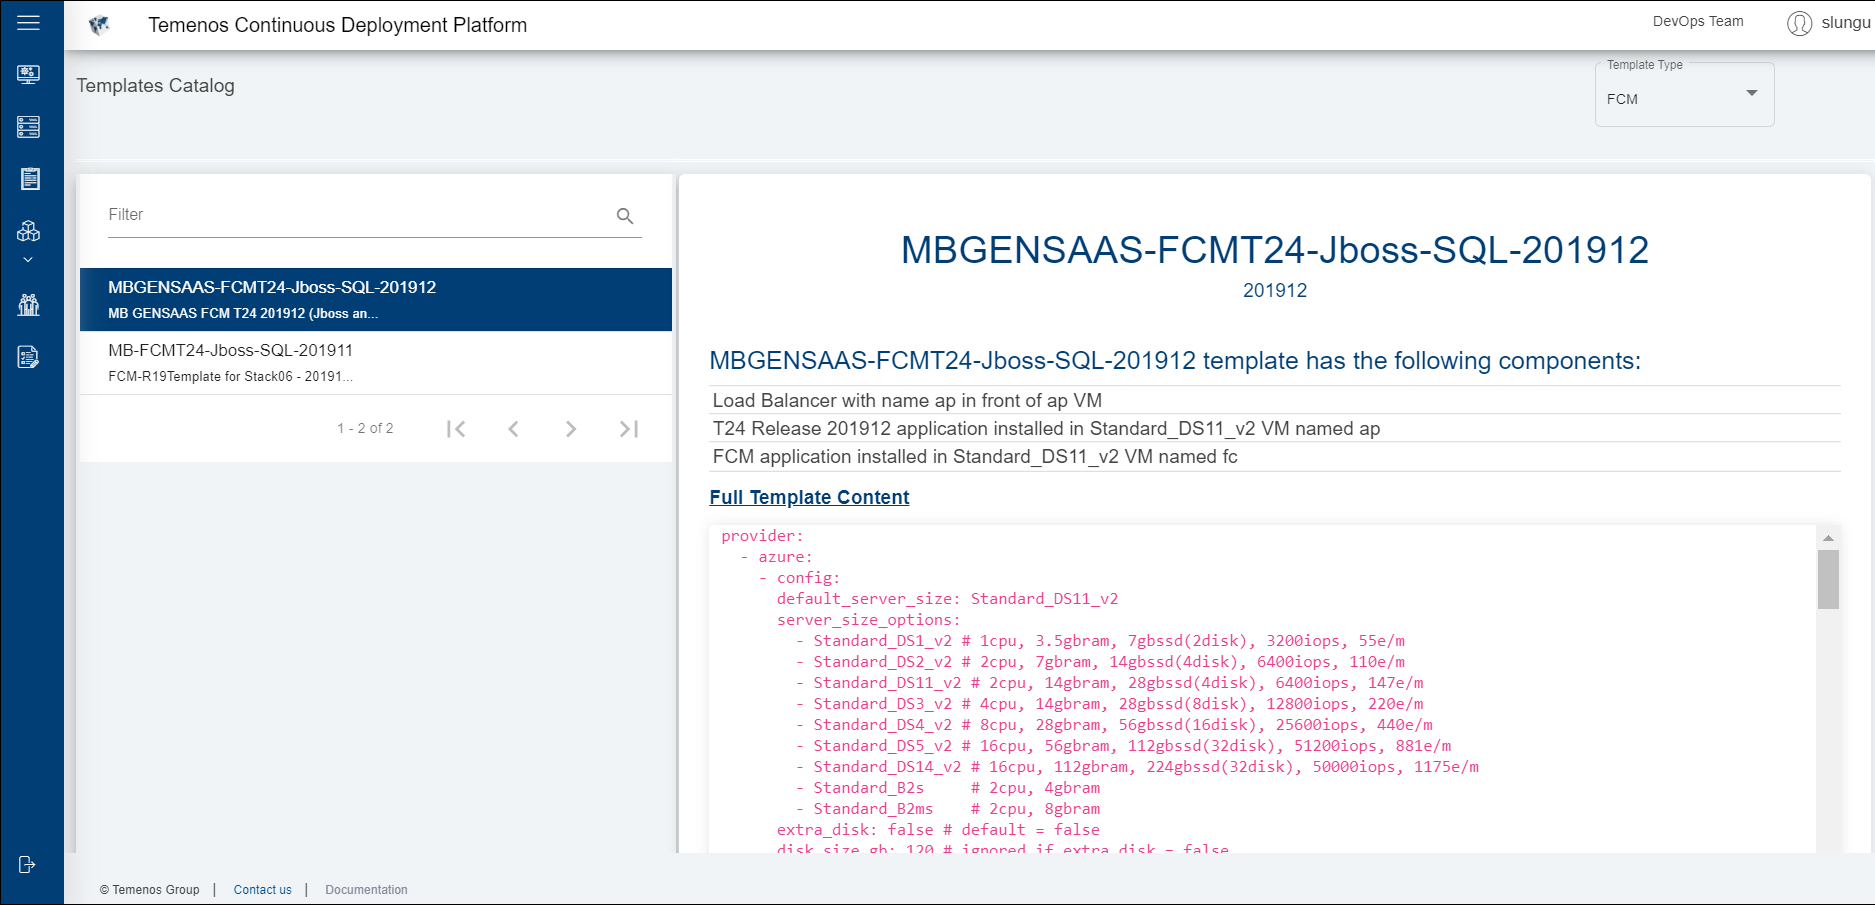 Temenos Continuous Deployment Platform
DevOps Team
slungu
Templates Catalog
Template Type
FCM
Filter
MBGENSAAS-FCMT24-Jboss-SQL-201912
MB GENSAAS FCM T24 201912 (Jboss an...
MB-FCMT24-Jboss-SQL-201911
FCM-R19Template for Stack06 - 20191...
1 - 2 of 2
MBGENSAAS-FCMT24-Jboss-SQL-201912
201912
MBGENSAAS-FCMT24-Jboss-SQL-201912 template has the following components:
Load Balancer with name ap in front of ap VM
T24 Release 201912 application installed in Standard_DS11_v2 VM named ap
FCM application installed in Standard_DS11_v2 VM named fc
Full Template Content
provider:
- azure:
- config:
default_server_size: Standard_DS11_v2
server_size_options:
- Standard_DS1_v2 # 1cpu, 3.5gbram, 7gbssd(2disk), 3200iops, 55e/m
- Standard_DS2_v2 # 2cpu, 7gbram, 14gbssd(4disk), 6400iops, 110e/m
- Standard_DS11_v2 # 2cpu, 14gbram, 28gbssd(4disk), 6400iops, 147e/m
- Standard_DS3_v2 # 4cpu, 14gbram, 28gbssd(8disk), 12800iops, 220e/m
- Standard_DS4_v2 # 8cpu, 28gbram, 56gbssd(16disk), 25600iops, 440e/m
- Standard_DS5_v2 # 16cpu, 56gbram, 112gbssd(32disk), 51200iops, 881e/m
- Standard_DS14_v2 # 16cpu, 112gbram, 224gbssd(32disk), 50000iops, 1175e/m
- Standard_B2s # 2cpu, 4gbram
- Standard_B2ms # 2cpu, 8gbram
extra_disk: false # default = false
disk_size_gb: 120 # ignored if extra_disk = false
© Temenos Group | Contact us | Documentation